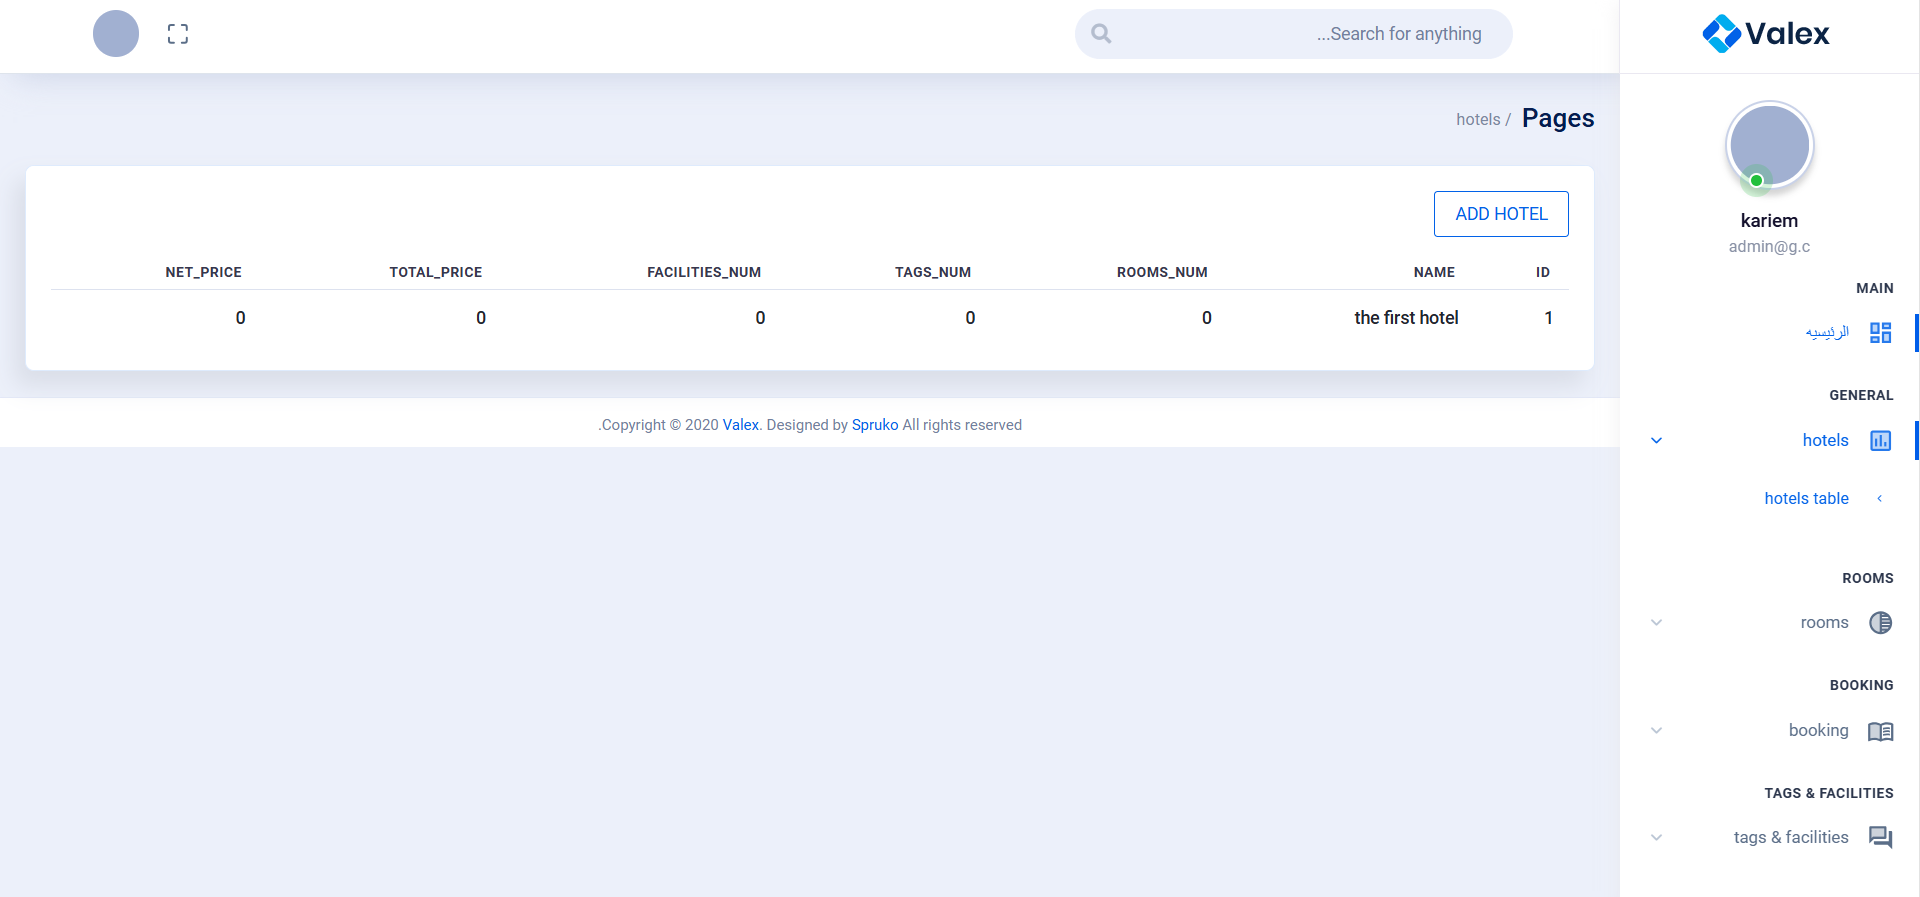 Valex
...Search for anything
Pages
hotels /
ADD HOTEL
ID NAME ROOMS_NUM TAGS_NUM FACILITIES_NUM TOTAL_PRICE NET_PRICE
1 the first hotel 0 0 0 0 0
.Copyright © 2020 Valex. Designed by Spruko All rights reserved
kariem
admin@g.c
MAIN
الرئيسيه
GENERAL
hotels
hotels table
ROOMS
rooms
BOOKING
booking
TAGS & FACILITIES
tags & facilities